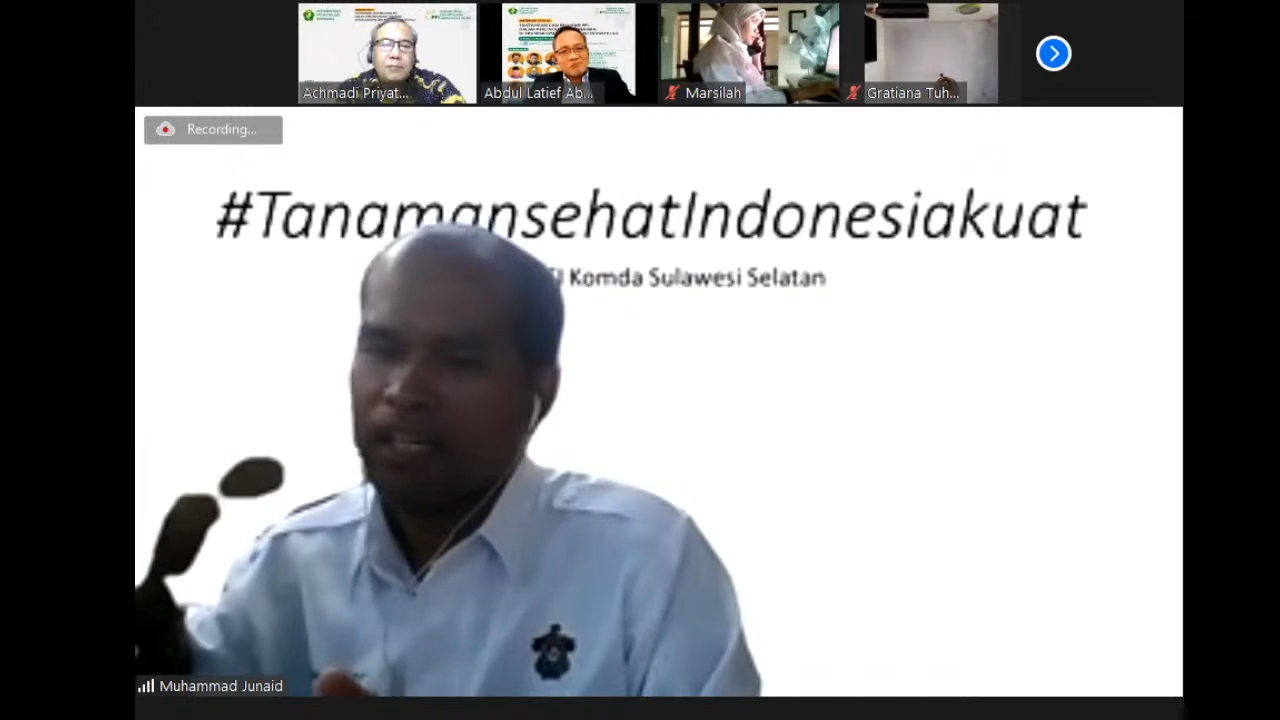 Achmadi Priyat...
Abdul Latief Ab...
Marsilah
Gratiana Tuh...
Recording...
#TanamansehatIndonesiakuat
Komda Sulawesi Selatan
Muhammad Junaid